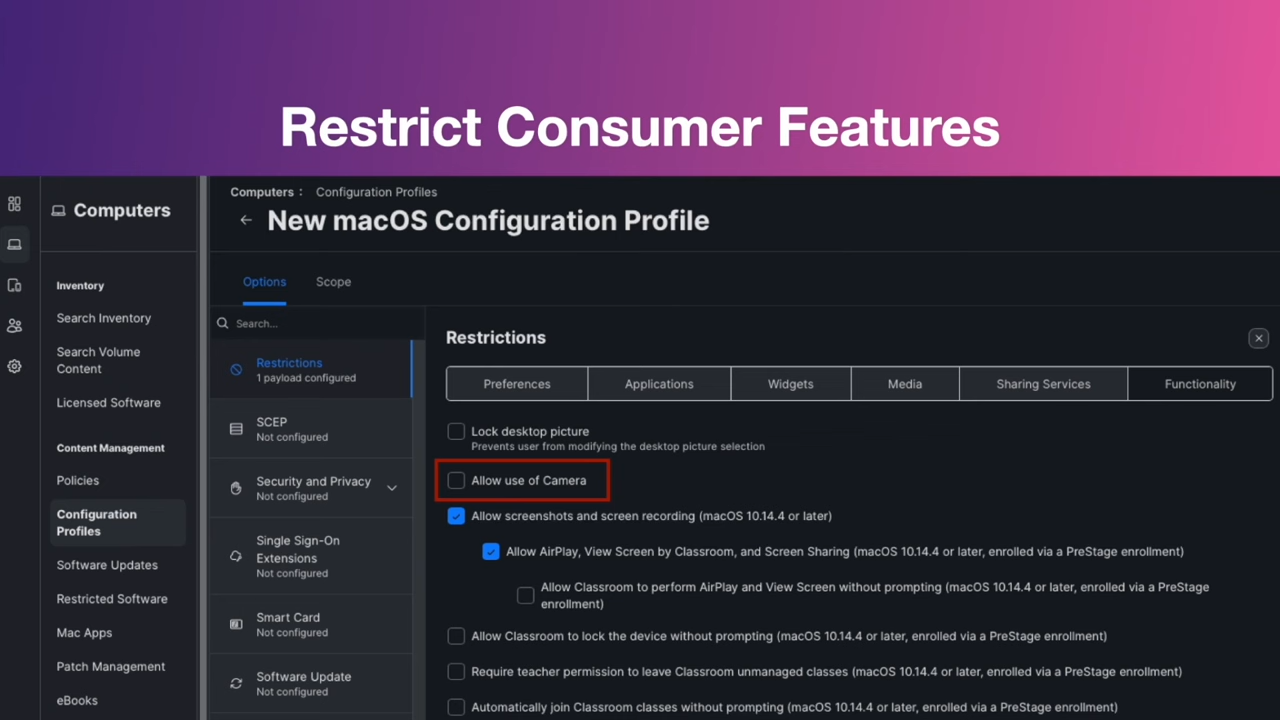 Restrict Consumer Features
Computers
Inventory
Search Inventory
Search Volume
Content
Licensed Software
Content Management
Policies
Configuration
Profiles
Software Updates
Restricted Software
Mac Apps
Patch Management
eBooks
Computers : Configuration Profiles
← New macOS Configuration Profile
Options Scope
Search...
Restrictions
1 payload configured
SCEP
Not configured
Security and Privacy
Not configured
Single Sign-On
Extensions
Not configured
Smart Card
Not configured
Software Update
Not configured
Restrictions
Preferences Applications Widgets Media Sharing Services Functionality
Lock desktop picture
Prevents user from modifying the desktop picture selection
Allow use of Camera
Allow screenshots and screen recording (macOS 10.14.4 or later)
Allow AirPlay, View Screen by Classroom, and Screen Sharing (macOS 10.14.4 or later, enrolled via a PreStage enrollment)
Allow Classroom to perform AirPlay and View Screen without prompting (macOS 10.14.4 or later, enrolled via a PreStage
enrollment)
Allow Classroom to lock the device without prompting (macOS 10.14.4 or later, enrolled via a PreStage enrollment)
Require teacher permission to leave Classroom unmanaged classes (macOS 10.14.4 or later, enrolled via a PreStage enrollment)
Automatically join Classroom classes without prompting (macOS 10.14.4 or later, enrolled via a PreStage enrollment)